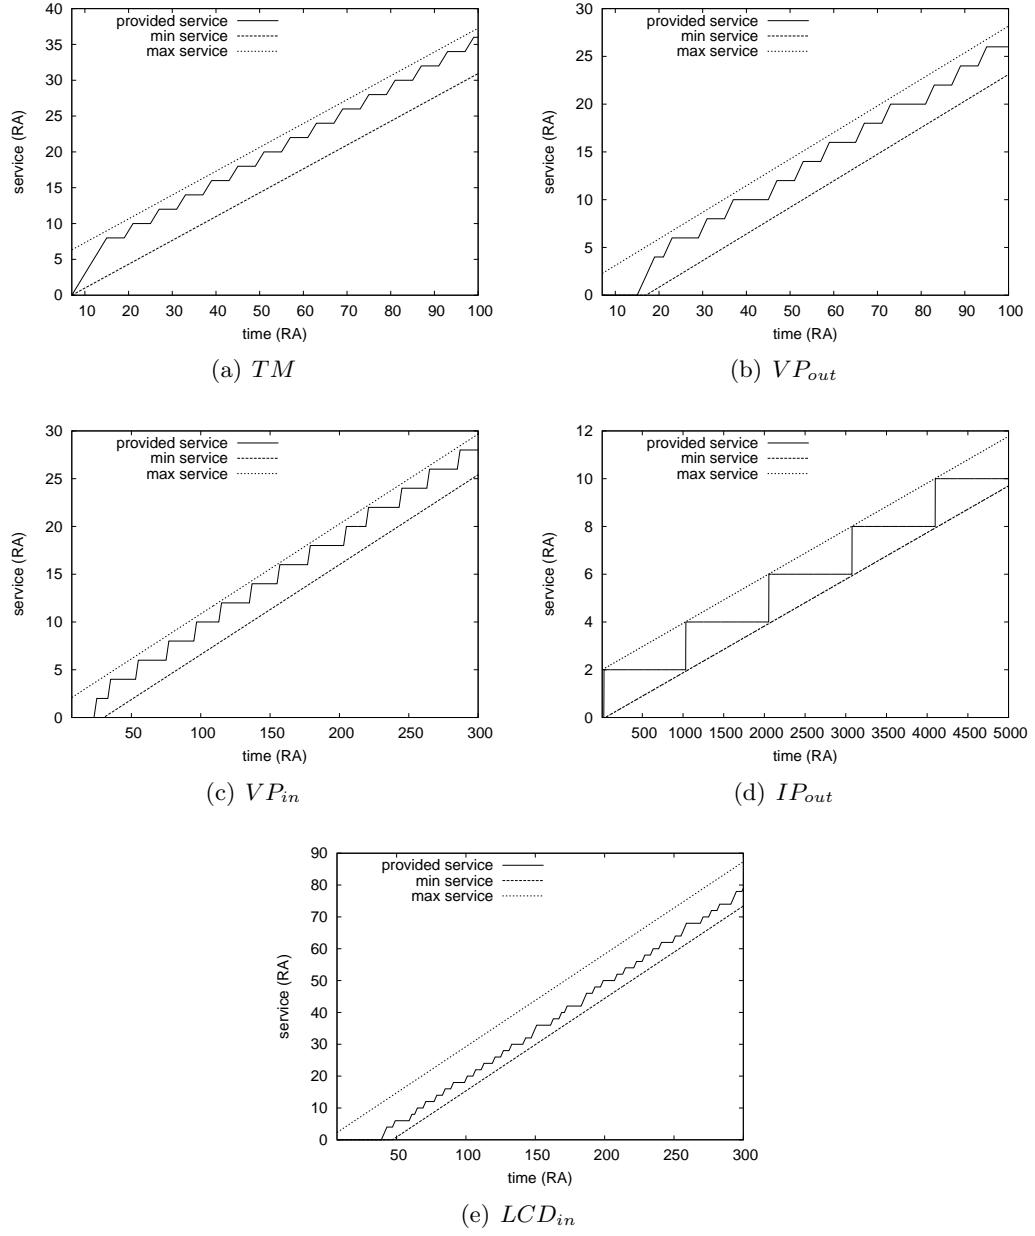 40
35
30
25
20
15
10
5
0
service (RA)
provided service
min service
max service
10 20 30 40 50 60 70 80 90 100
time (RA)
(a) TM
30
25
20
15
10
5
0
service (RA)
provided service
min service
max service
10 20 30 40 50 60 70 80 90 100
time (RA)
(b) VP_out
30
25
20
15
10
5
0
service (RA)
provided service
min service
max service
50 100 150 200 250 300
time (RA)
(c) VP_in
12
10
8
6
4
2
0
service (RA)
provided service
min service
max service
500 1000 1500 2000 2500 3000 3500 4000 4500 5000
time (RA)
(d) IP_out
90
80
70
60
50
40
30
20
10
0
service (RA)
provided service
min service
max service
50 100 150 200 250 300
time (RA)
(e) LCD_in